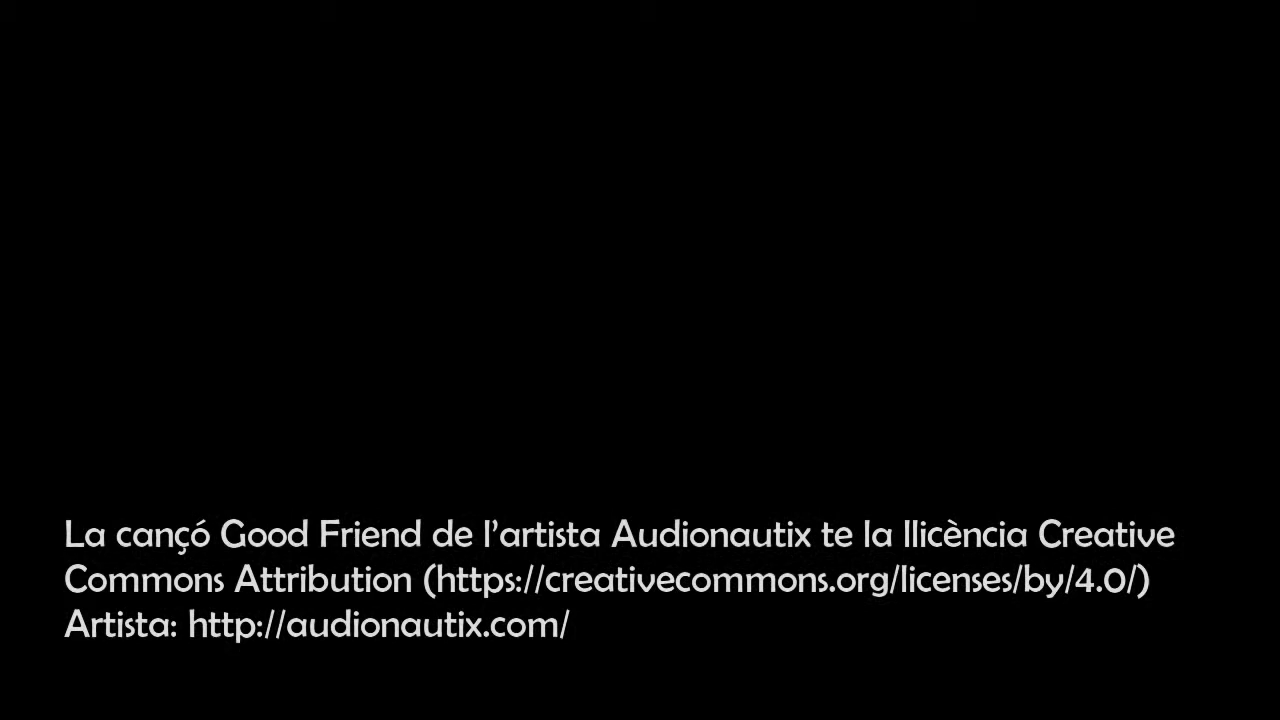 La cançó Good Friend de l’artista Audionautix te la llicència Creative
Commons Attribution (https://creativecommons.org/licenses/by/4.0/)
Artista: http://audionautix.com/